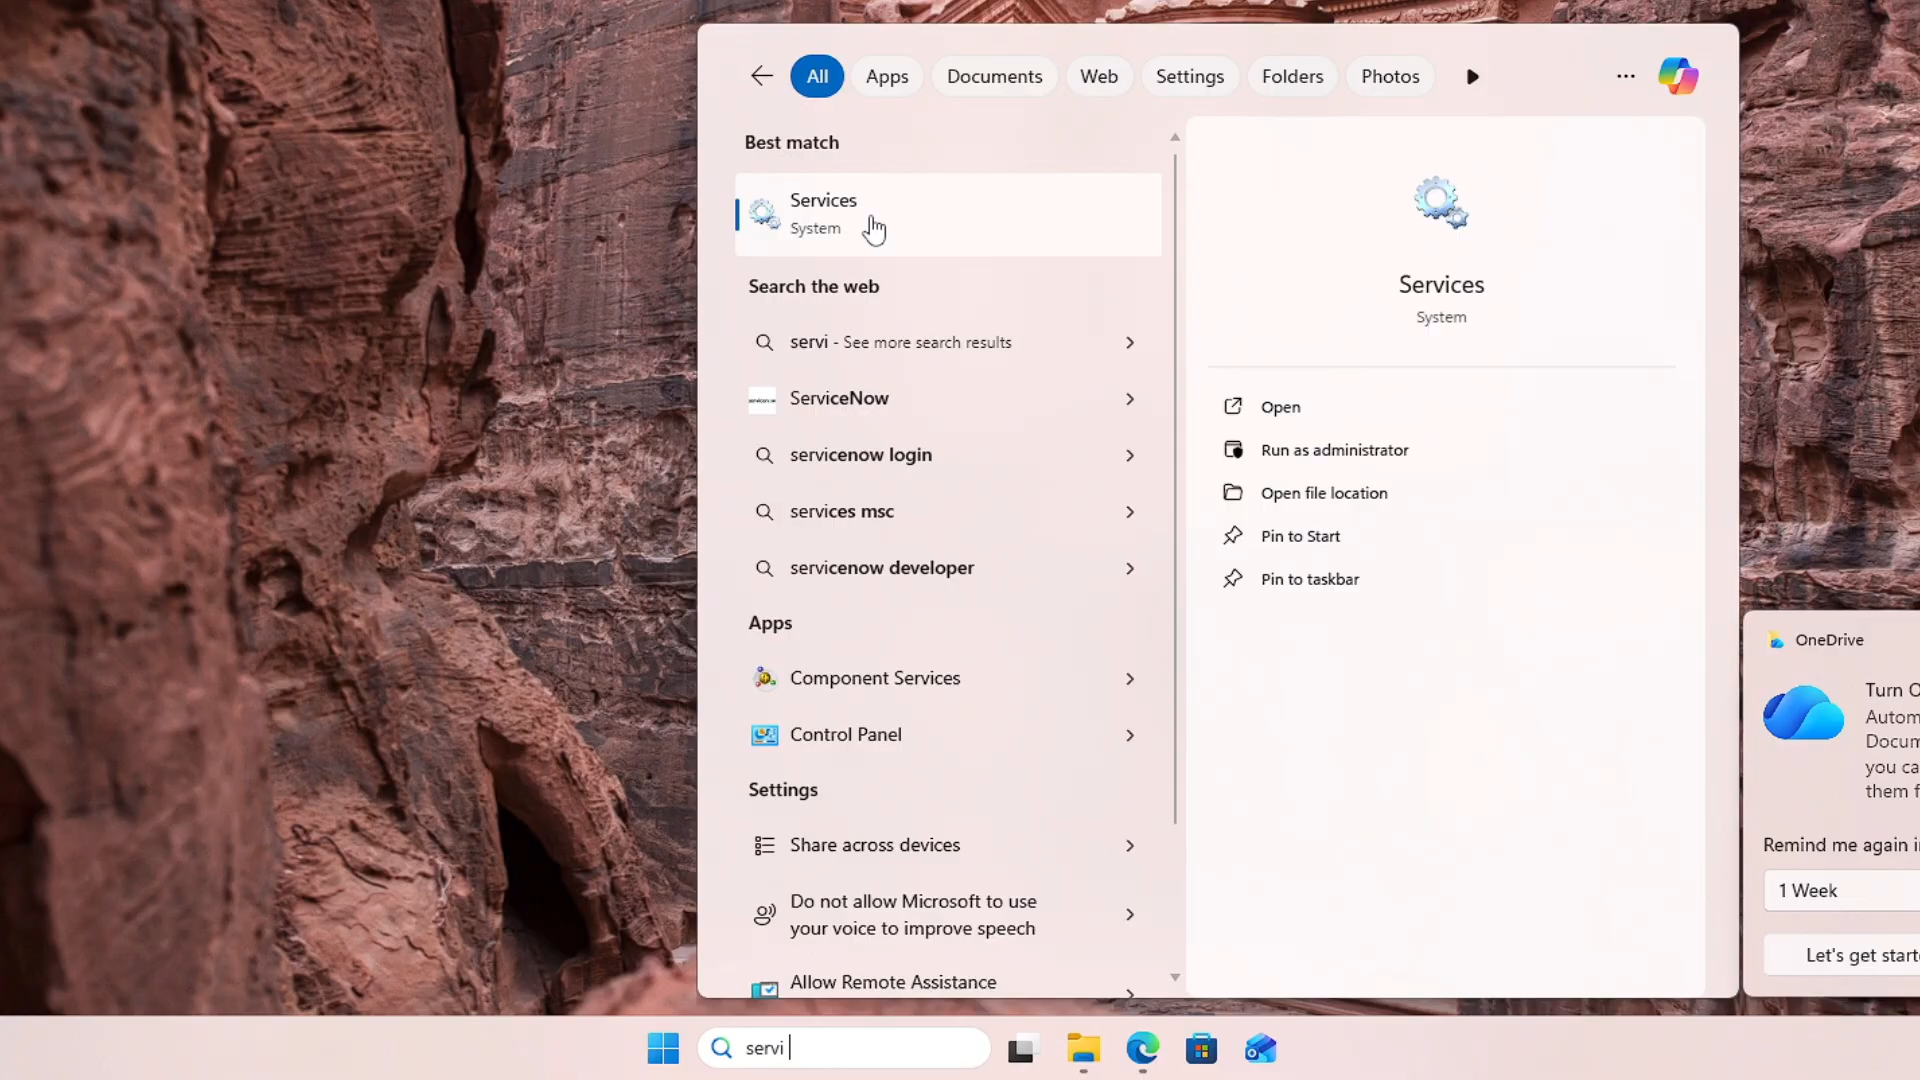 All
Apps
Documents
Web
Settings
Folders
Photos
Best match
Services
System
Search the web
servi - See more search results
ServiceNow
servicenow login
services msc
servicenow developer
Apps
Component Services
Control Panel
Settings
Share across devices
Do not allow Microsoft to use
your voice to improve speech
Allow Remote Assistance
Services
System
Open
Run as administrator
Open file location
Pin to Start
Pin to taskbar
OneDrive
Turn O
Autom
Docum
you ca
them f
Remind me again i
1 Week
Let's get start
servi